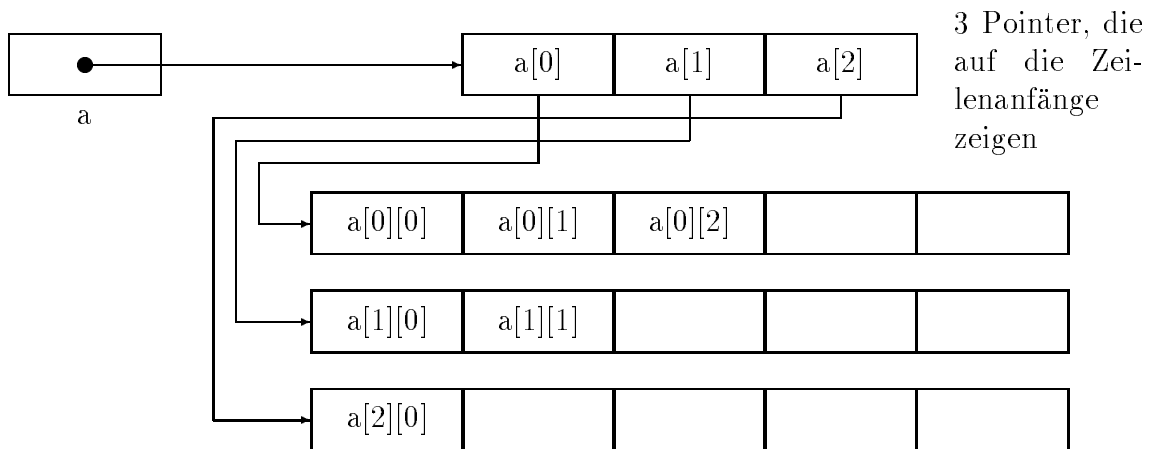 a[0] a[1] a[2]
3 Pointer, die
auf die Zei-
lenanfänge
zeigen
a
a[0][0] a[0][1] a[0][2]
a[1][0] a[1][1]
a[2][0]